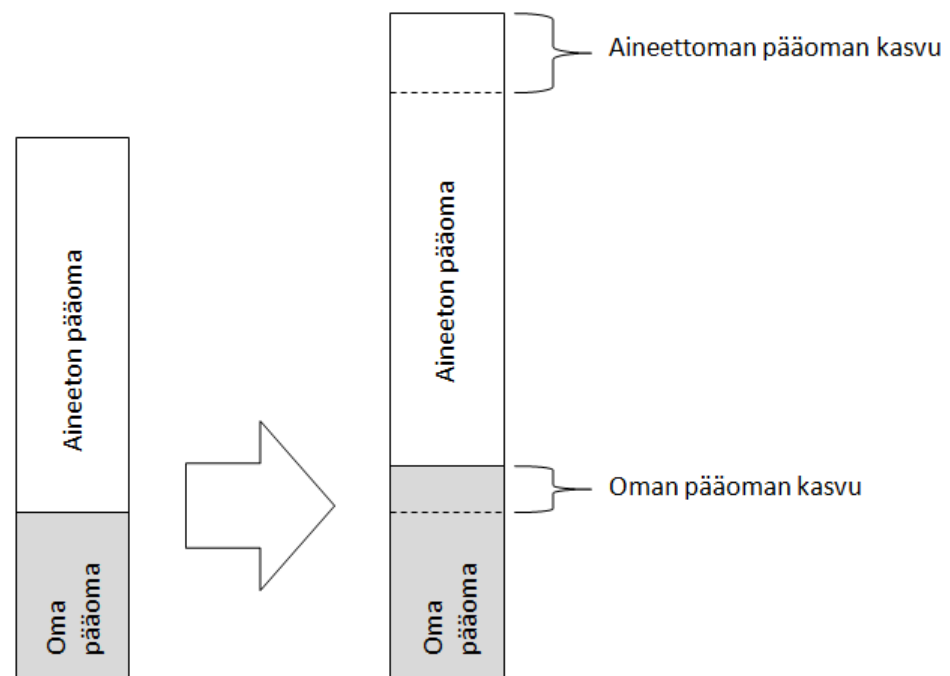 Aineeton pääoma
Oma
pääoma
Aineettoman pääoman kasvu
Aineeton pääoma
Oman pääoman kasvu
Oma
pääoma